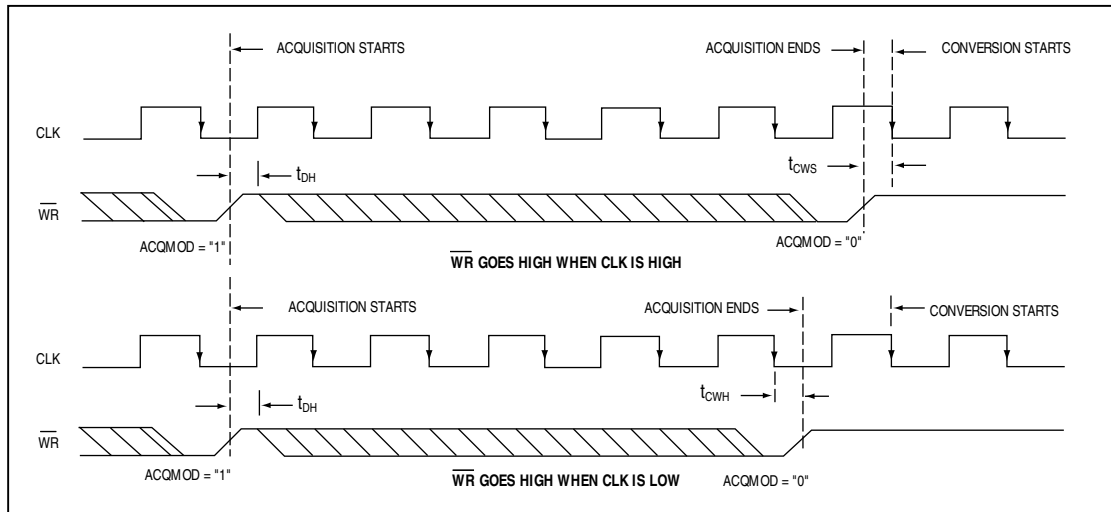 ACQUISITION STARTS
ACQUISITION ENDS
CONVERSION STARTS
CLK
tCWS
tDH
WR
ACQMOD = "1"
ACQMOD = "0"
WR GOES HIGH WHEN CLK IS HIGH
ACQUISITION STARTS
ACQUISITION ENDS
CONVERSION STARTS
CLK
tDH
tCWH
WR
ACQMOD = "1"
WR GOES HIGH WHEN CLK IS LOW
ACQMOD = "0"